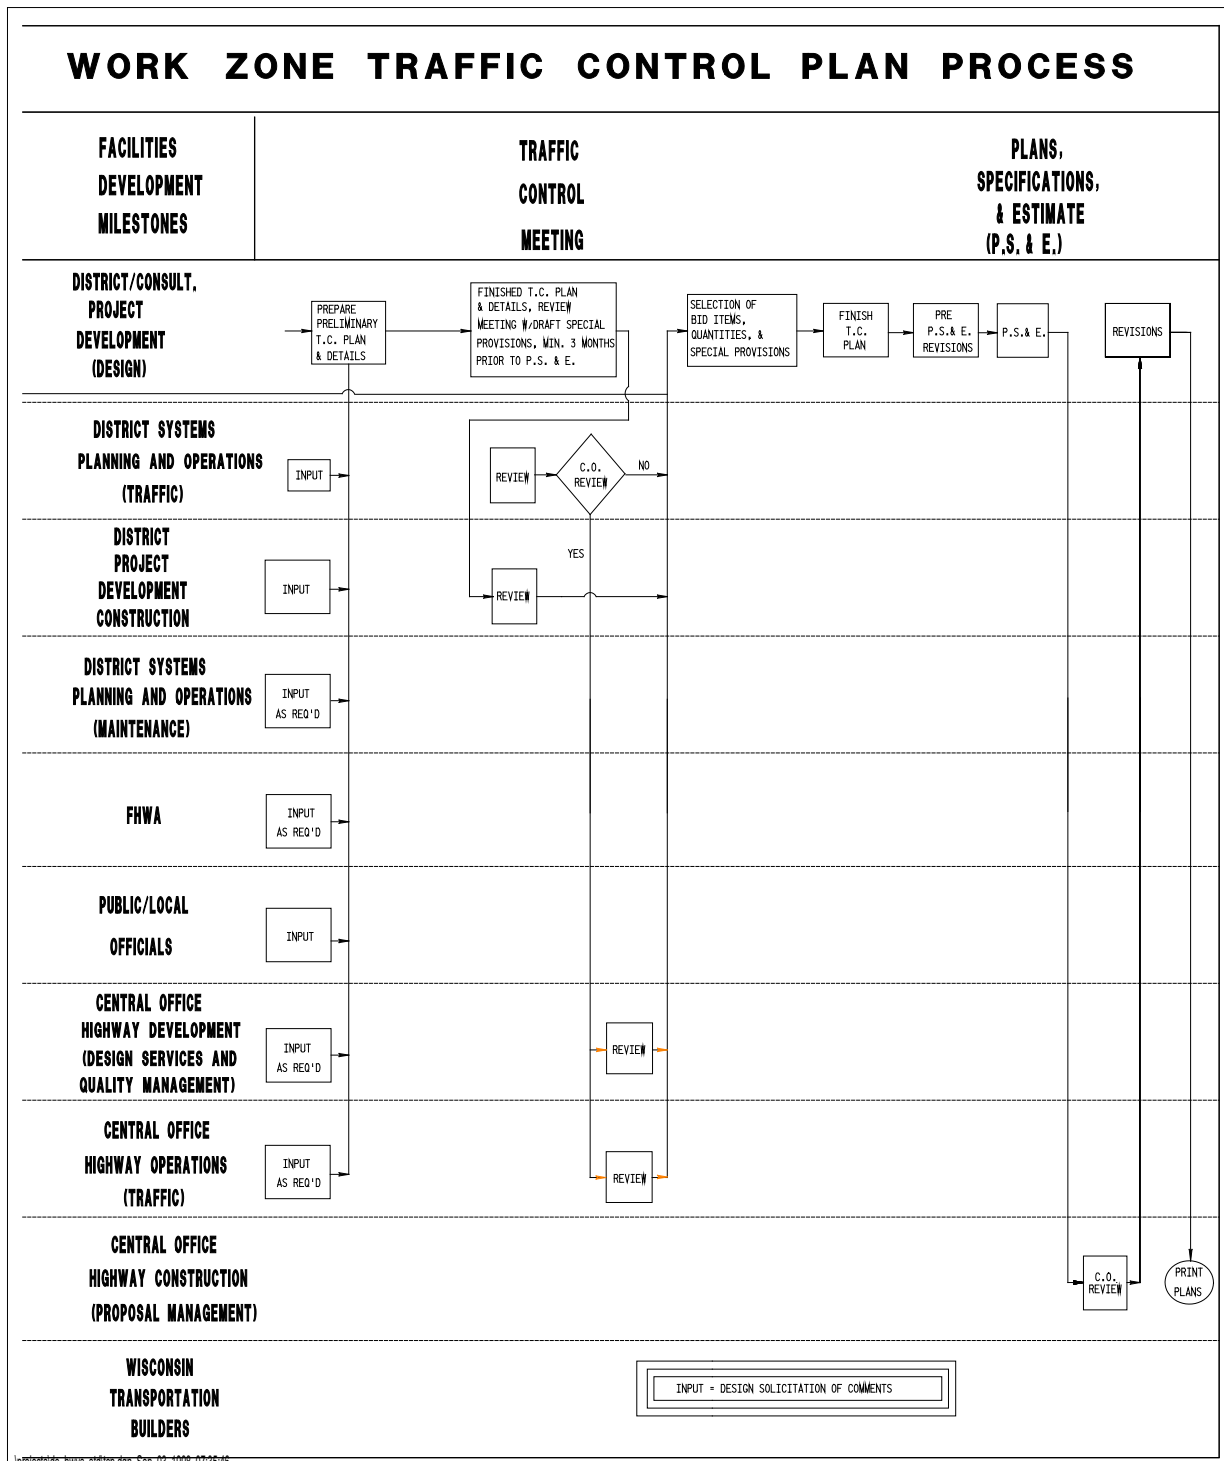 WORK ZONE TRAFFIC CONTROL PLAN PROCESS
FACILITIES
DEVELOPMENT
MILESTONES
TRAFFIC
CONTROL
MEETING
PLANS,
SPECIFICATIONS,
& ESTIMATE
(P.S. & E.)
DISTRICT/CONSULT.
PROJECT
DEVELOPMENT
(DESIGN)
PREPARE
PRELIMINARY
T.C. PLAN
& DETAILS
FINISHED T.C. PLAN
& DETAILS, REVIEW
MEETING W/DRAFT SPECIAL
PROVISIONS, MIN. 3 MONTHS
PRIOR TO P.S. & E.
SELECTION OF
BID ITEMS,
QUANTITIES, &
SPECIAL PROVISIONS
FINISH
T.C.
PLAN
PRE
P.S.& E.
REVISIONS
P.S.& E.
REVISIONS
DISTRICT SYSTEMS
PLANNING AND OPERATIONS
(TRAFFIC)
INPUT
REVIEW
C.O.
REVIEW
NO
YES
DISTRICT
PROJECT
DEVELOPMENT
CONSTRUCTION
INPUT
REVIEW
DISTRICT SYSTEMS
PLANNING AND OPERATIONS
(MAINTENANCE)
INPUT
AS REQ'D
FHWA
INPUT
AS REQ'D
PUBLIC/LOCAL
OFFICIALS
INPUT
CENTRAL OFFICE
HIGHWAY DEVELOPMENT
(DESIGN SERVICES AND
QUALITY MANAGEMENT)
INPUT
AS REQ'D
REVIEW
CENTRAL OFFICE
HIGHWAY OPERATIONS
(TRAFFIC)
INPUT
AS REQ'D
REVIEW
CENTRAL OFFICE
HIGHWAY CONSTRUCTION
(PROPOSAL MANAGEMENT)
C.O.
REVIEW
PRINT
PLANS
WISCONSIN
TRANSPORTATION
BUILDERS
INPUT = DESIGN SOLICITATION OF COMMENTS